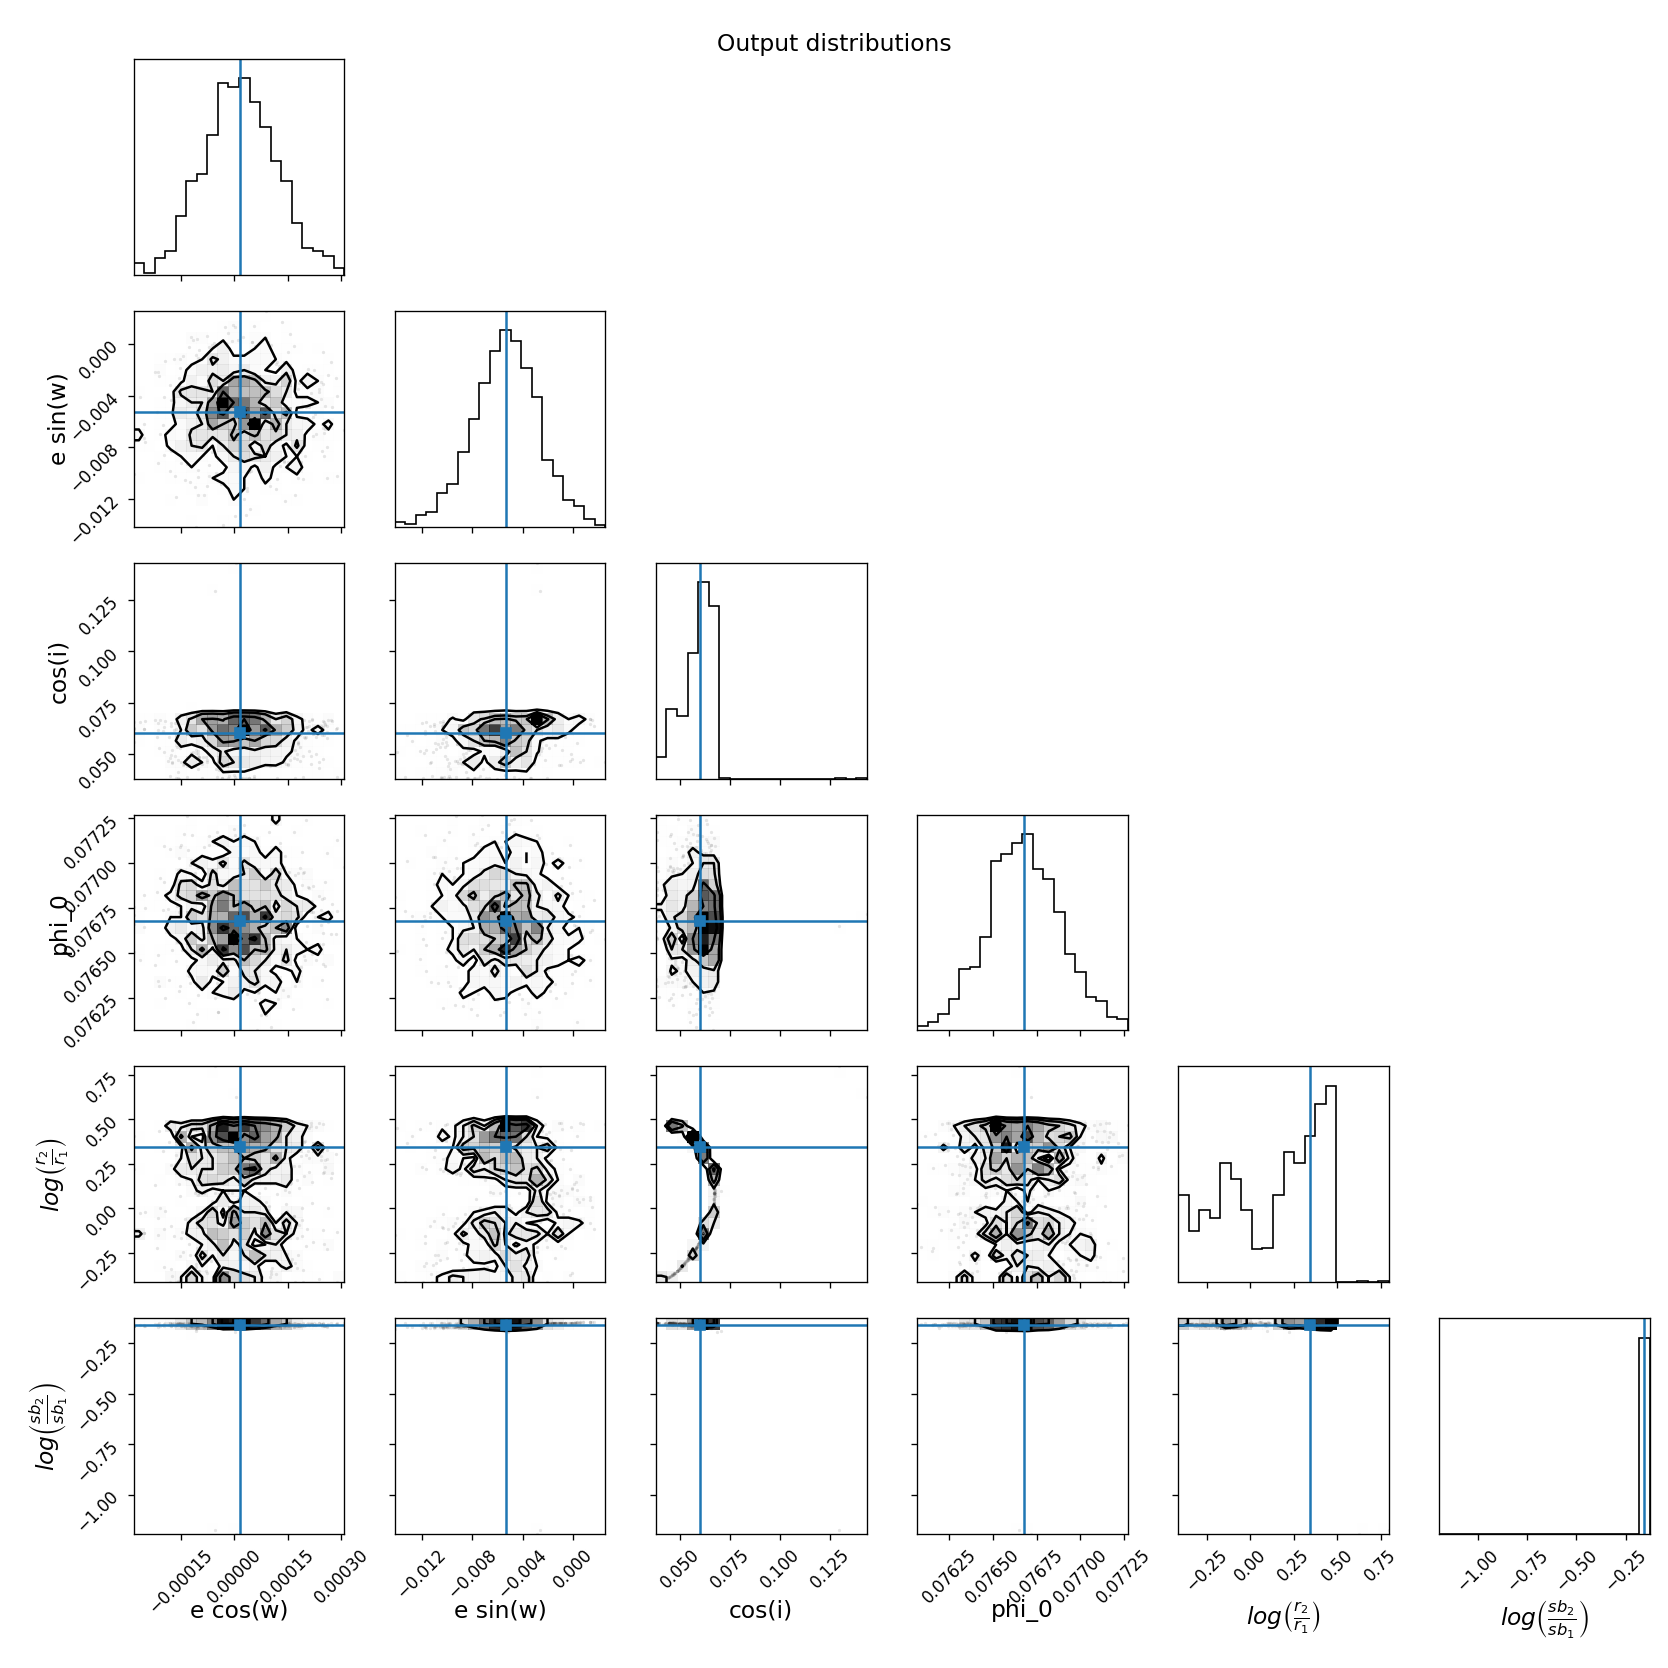 Output distributions
e sin(w)
0.000
−0.004
−0.008
−0.012
cos(i)
0.125
0.100
0.075
0.050
phi_0
0.07725
0.07700
0.07675
0.07650
0.07625
log(r2/r1)
0.75
0.50
0.25
0.00
−0.25
log(sb2/sb1)
−0.25
−0.50
−0.75
−1.00
−0.00015 0.00000 0.00015 0.00030
−0.012 −0.008 −0.004 0.000
0.050 0.075 0.100 0.125
0.07625 0.07650 0.07675 0.07700 0.07725
−0.25 0.00 0.25 0.50 0.75
−1.00 −0.75 −0.50 −0.25
e cos(w)
e sin(w)
cos(i)
phi_0
log(r2/r1)
log(sb2/sb1)